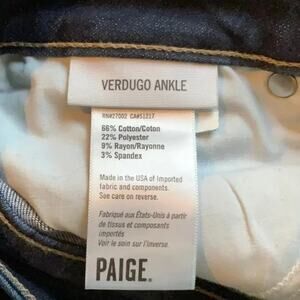 VERDUGO ANKLE
RN#27002 CA#51217
66% Cotton/Coton
22% Polyester
9% Rayon/Rayonne
3% Spandex
Made in the USA of Imported
fabric and components.
See care on reverse.
Fabriqué aux États-Unis à partir
de tissus et composants
importés
Voir le soin sur l'inverse.
PAIGE.